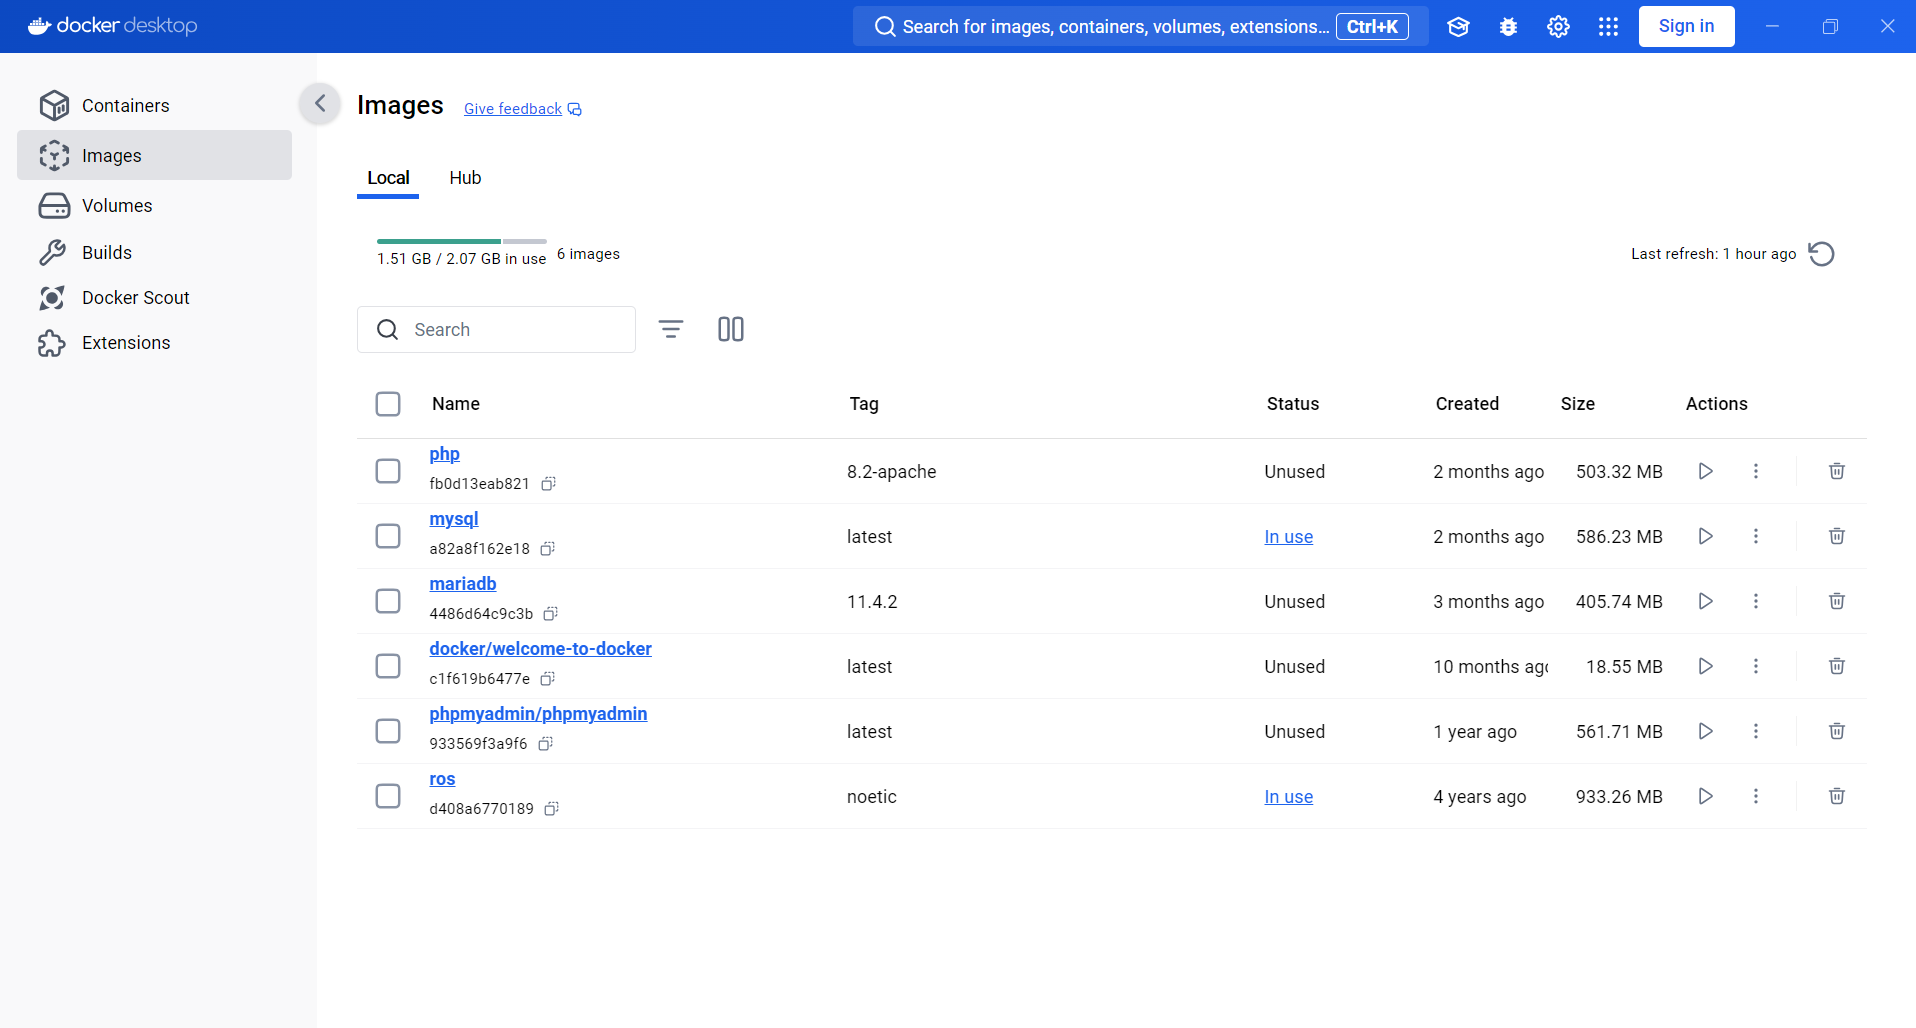 docker desktop
Search for images, containers, volumes, extensions... Ctrl+K
Sign in
Containers
Images
Volumes
Builds
Docker Scout
Extensions
Images Give feedback
Local Hub
1.51 GB / 2.07 GB in use 6 images
Last refresh: 1 hour ago
Search
Name Tag Status Created Size Actions
php
fb0d13eab821
8.2-apache Unused 2 months ago 503.32 MB
mysql
a82a8f162e18
latest In use 2 months ago 586.23 MB
mariadb
4486d64c9c3b
11.4.2 Unused 3 months ago 405.74 MB
docker/welcome-to-docker
c1f619b6477e
latest Unused 10 months ago 18.55 MB
phpmyadmin/phpmyadmin
933569f3a9f6
latest Unused 1 year ago 561.71 MB
ros
d408a6770189
noetic In use 4 years ago 933.26 MB